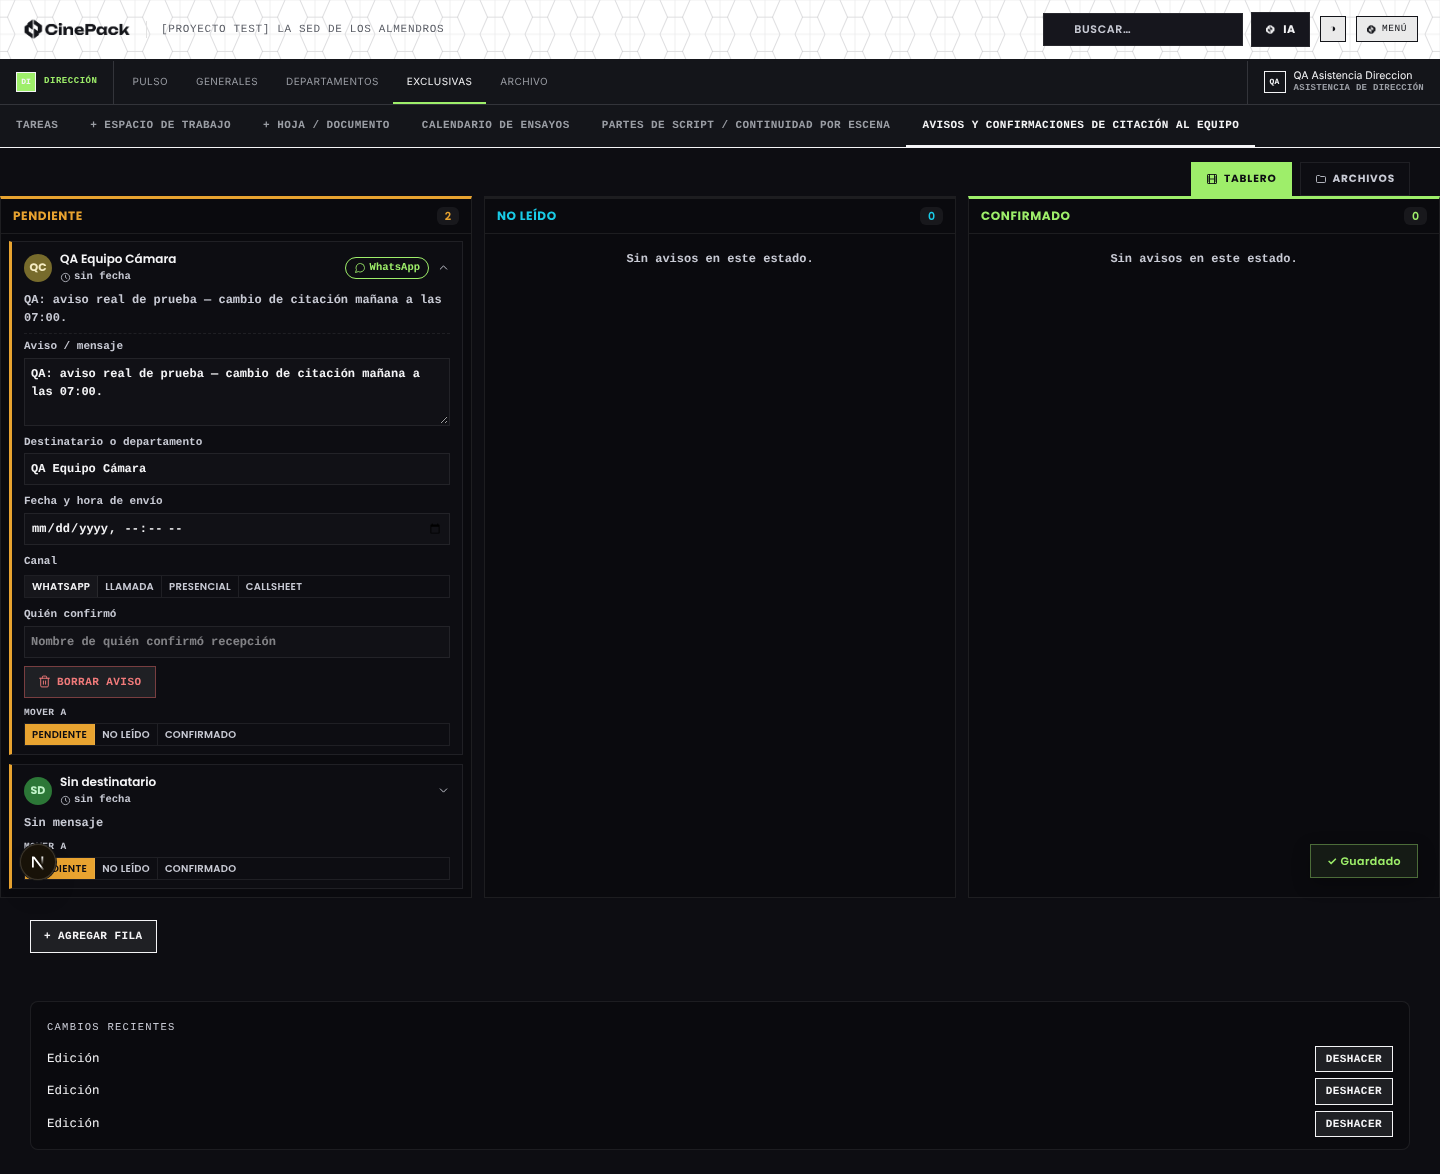 CinePack
[PROYECTO TEST] LA SED DE LOS ALMENDROS
BUSCAR…
IA
MENÚ
DI
DIRECCIÓN
PULSO
GENERALES
DEPARTAMENTOS
EXCLUSIVAS
ARCHIVO
QA
QA Asistencia Direccion
ASISTENCIA DE DIRECCIÓN
TAREAS
+ ESPACIO DE TRABAJO
+ HOJA / DOCUMENTO
CALENDARIO DE ENSAYOS
PARTES DE SCRIPT / CONTINUIDAD POR ESCENA
AVISOS Y CONFIRMACIONES DE CITACIÓN AL EQUIPO
TABLERO
ARCHIVOS
PENDIENTE
2
QC
QA Equipo Cámara
sin fecha
WhatsApp
QA: aviso real de prueba — cambio de citación mañana a las
07:00.
Aviso / mensaje
QA: aviso real de prueba — cambio de citación mañana a
las 07:00.
Destinatario o departamento
QA Equipo Cámara
Fecha y hora de envío
mm/dd/yyyy, --:-- --
Canal
WHATSAPP
LLAMADA
PRESENCIAL
CALLSHEET
Quién confirmó
Nombre de quién confirmó recepción
BORRAR AVISO
MOVER A
PENDIENTE
NO LEÍDO
CONFIRMADO
SD
Sin destinatario
sin fecha
Sin mensaje
NO LEÍDO
CONFIRMADO
N
NO LEÍDO
0
Sin avisos en este estado.
CONFIRMADO
0
Sin avisos en este estado.
✓ Guardado
+ AGREGAR FILA
CAMBIOS RECIENTES
Edición
DESHACER
Edición
DESHACER
Edición
DESHACER